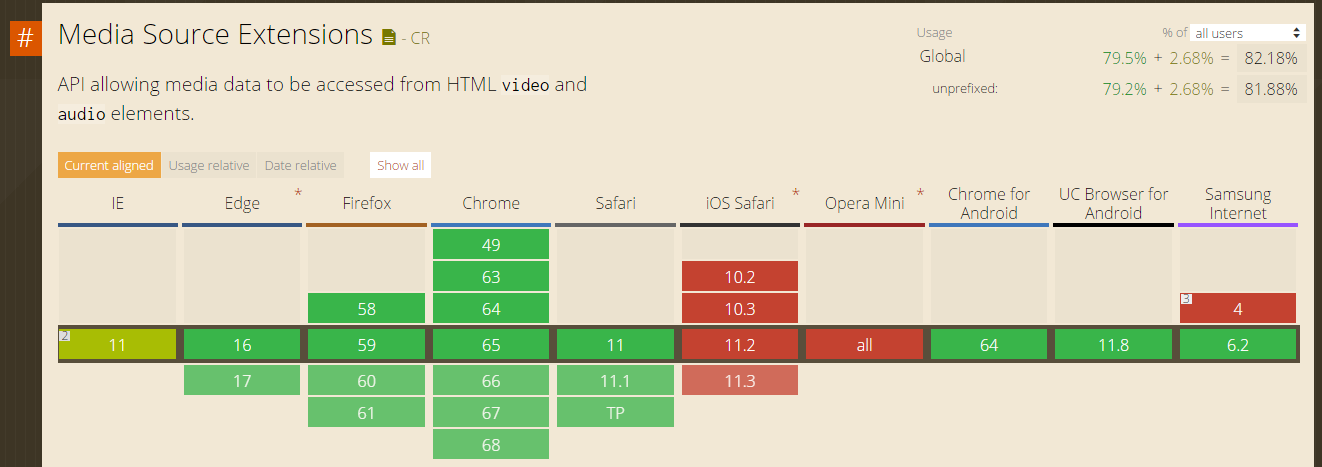 #
Media Source Extensions - CR
Usage % of all users
Global 79.5% + 2.68% = 82.18%
unprefixed: 79.2% + 2.68% = 81.88%
API allowing media data to be accessed from HTML video and
audio elements.
Current aligned Usage relative Date relative Show all
IE Edge * Firefox Chrome Safari iOS Safari * Opera Mini * Chrome for Android UC Browser for Android Samsung Internet
49
63 10.2
58 64 10.3 3 4
2 11 16 59 65 11 11.2 all 64 11.8 6.2
17 60 66 11.1 11.3
61 67 TP
68